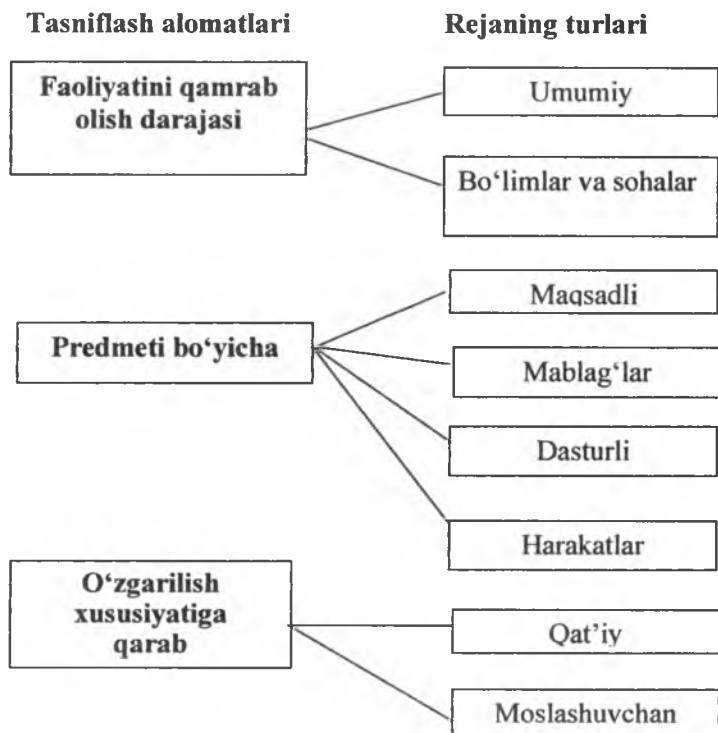 Tasniflash alomatlari
Rejaning turlari
Faoliyatini qamrab
olish darajasi
Umumiy
Bo‘limlar va sohalar
Predmeti bo‘yicha
Maqsadli
Mablag‘lar
Dasturli
Harakatlar
O‘zgarilish
xususiyatiga
qarab
Qat’iy
Moslashuvchan